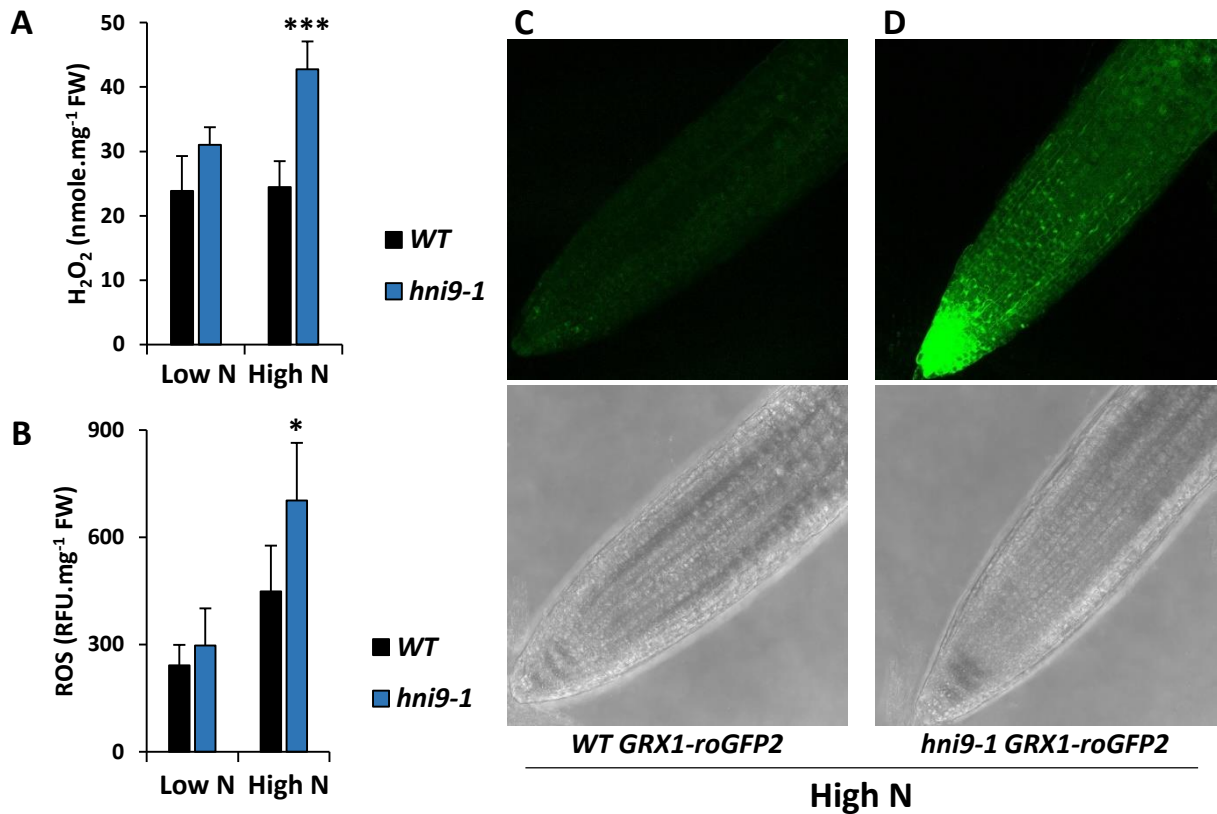 A
H₂O₂ (nmole.mg⁻¹ FW)
50
40
30
20
10
0
***
Low N High N
WT
hni9-1
B
ROS (RFU.mg⁻¹ FW)
900
600
300
0
*
Low N High N
WT
hni9-1
C
D
WT GRX1-roGFP2
hni9-1 GRX1-roGFP2
High N